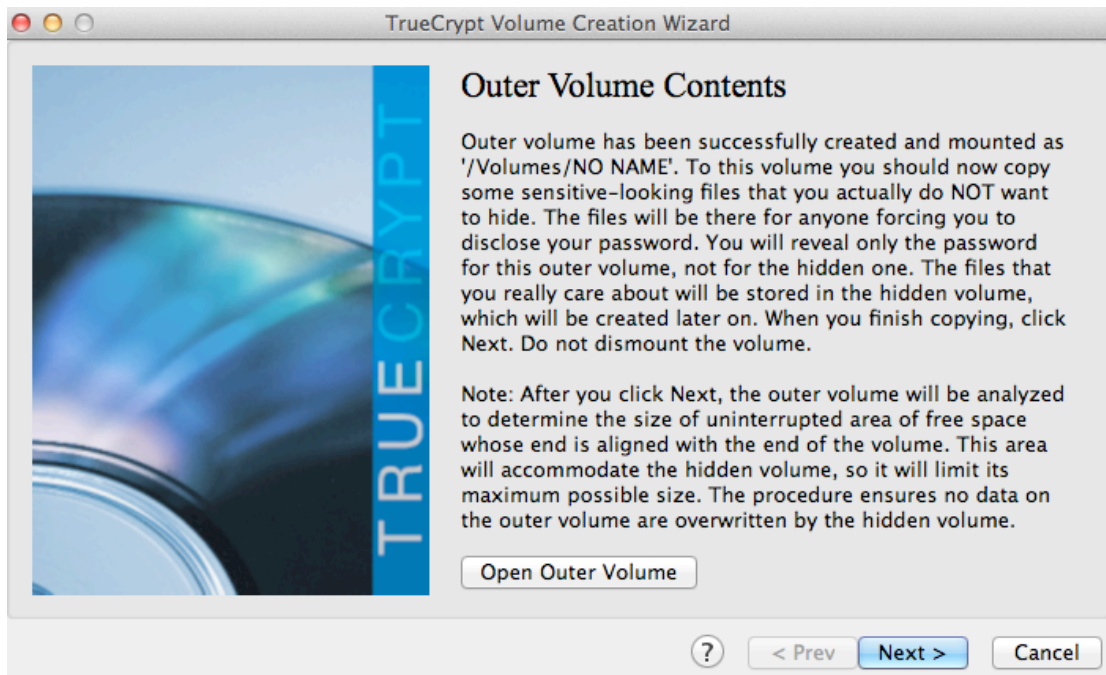 TrueCrypt Volume Creation Wizard
TRUECRYPT
Outer Volume Contents
Outer volume has been successfully created and mounted as
'/Volumes/NO NAME'. To this volume you should now copy
some sensitive-looking files that you actually do NOT want
to hide. The files will be there for anyone forcing you to
disclose your password. You will reveal only the password
for this outer volume, not for the hidden one. The files that
you really care about will be stored in the hidden volume,
which will be created later on. When you finish copying, click
Next. Do not dismount the volume.
Note: After you click Next, the outer volume will be analyzed
to determine the size of uninterrupted area of free space
whose end is aligned with the end of the volume. This area
will accommodate the hidden volume, so it will limit its
maximum possible size. The procedure ensures no data on
the outer volume are overwritten by the hidden volume.
Open Outer Volume
? < Prev Next > Cancel